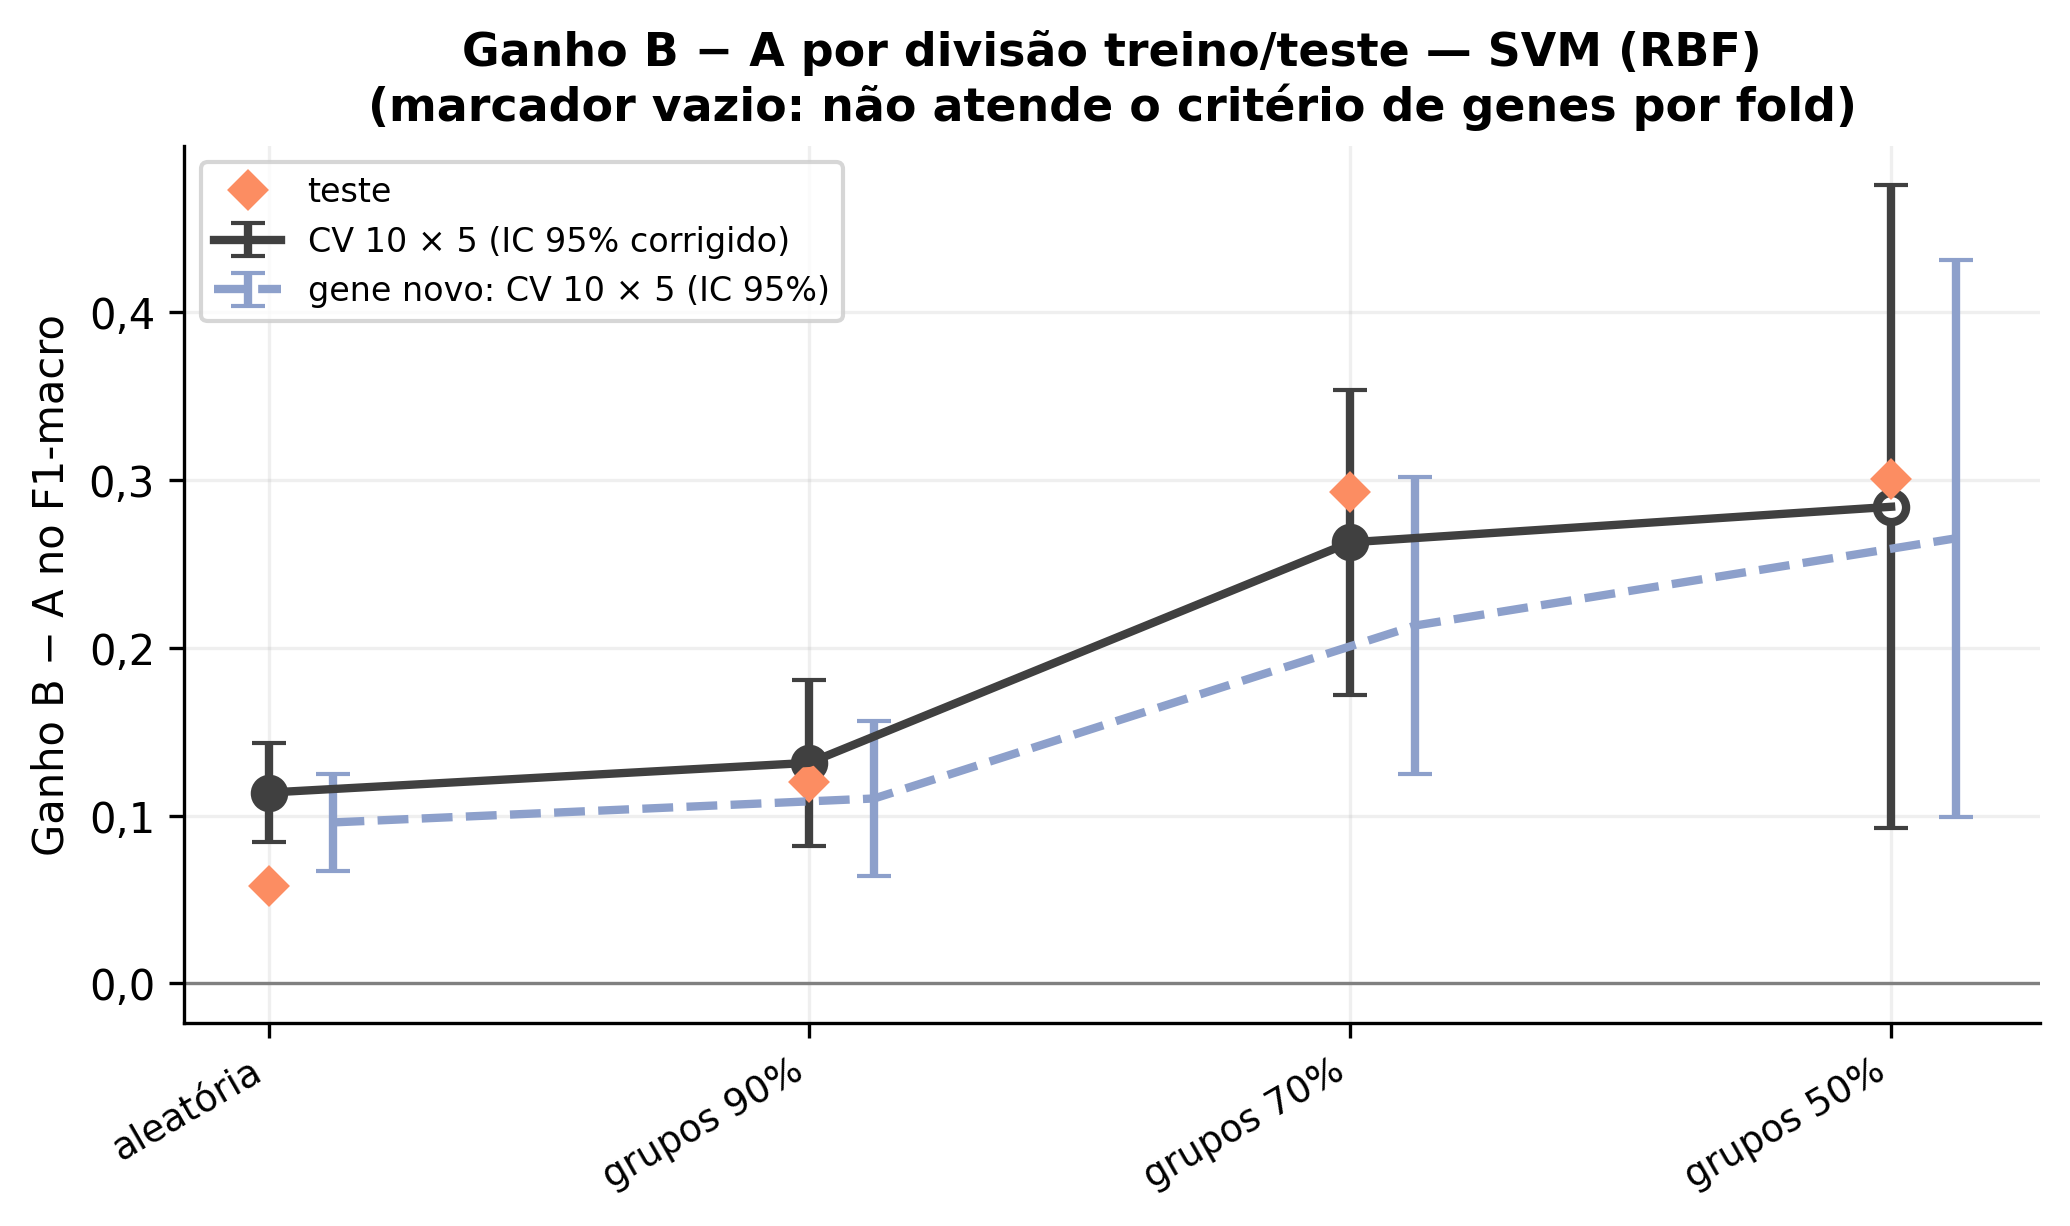 Ganho B − A por divisão treino/teste — SVM (RBF)
(marcador vazio: não atende o critério de genes por fold)
teste
CV 10 × 5 (IC 95% corrigido)
gene novo: CV 10 × 5 (IC 95%)
Ganho B − A no F1-macro
0,4
0,3
0,2
0,1
0,0
aleatória
grupos 90%
grupos 70%
grupos 50%